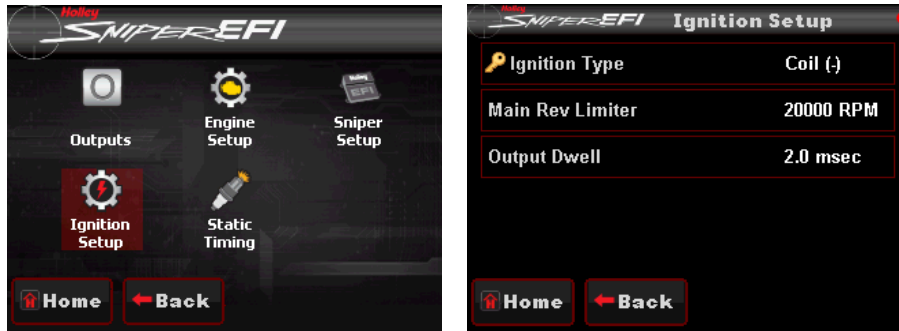 Holley
SNIPER EFI
O
Outputs
Engine
Setup
Holley
EFI
Sniper
Setup
Ignition
Setup
Static
Timing
Home
Back
Holley
SNIPER EFI Ignition Setup
Ignition Type Coil (-)
Main Rev Limiter 20000 RPM
Output Dwell 2.0 msec
Home
Back